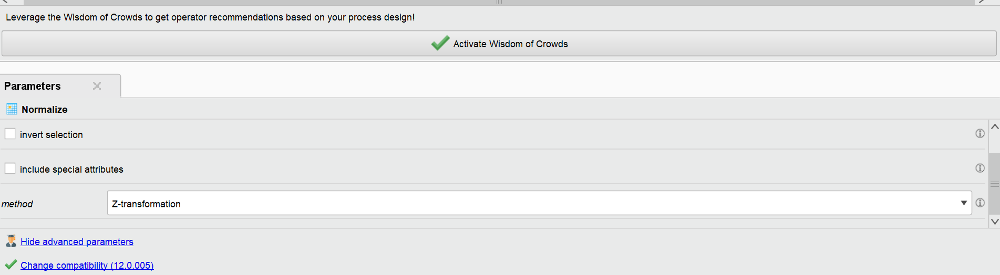 Leverage the Wisdom of Crowds to get operator recommendations based on your process design!
Activate Wisdom of Crowds
Parameters
Normalize
invert selection
include special attributes
method Z-transformation
Hide advanced parameters
Change compatibility (12.0.005)